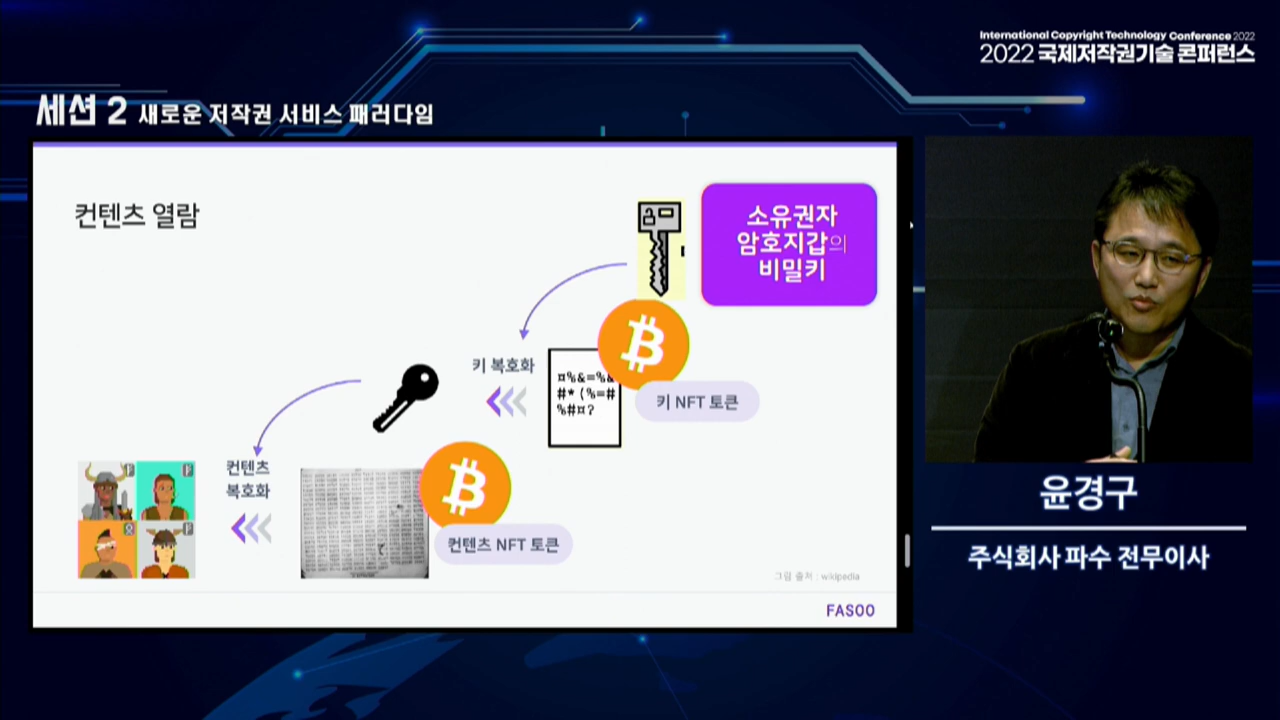 International Copyright Technology Conference 2022
2022 국제저작권기술 콘퍼런스
세션 2 새로운 저작권 서비스 패러다임
컨텐츠 열람
소유권자
암호지갑의
비밀키
키 복호화
¤%&=%&
#*(%=#
%#¤?
키 NFT 토큰
컨텐츠
복호화
컨텐츠 NFT 토큰
그림 출처 : wikipedia
FASOO
윤경구
주식회사 파수 전무이사